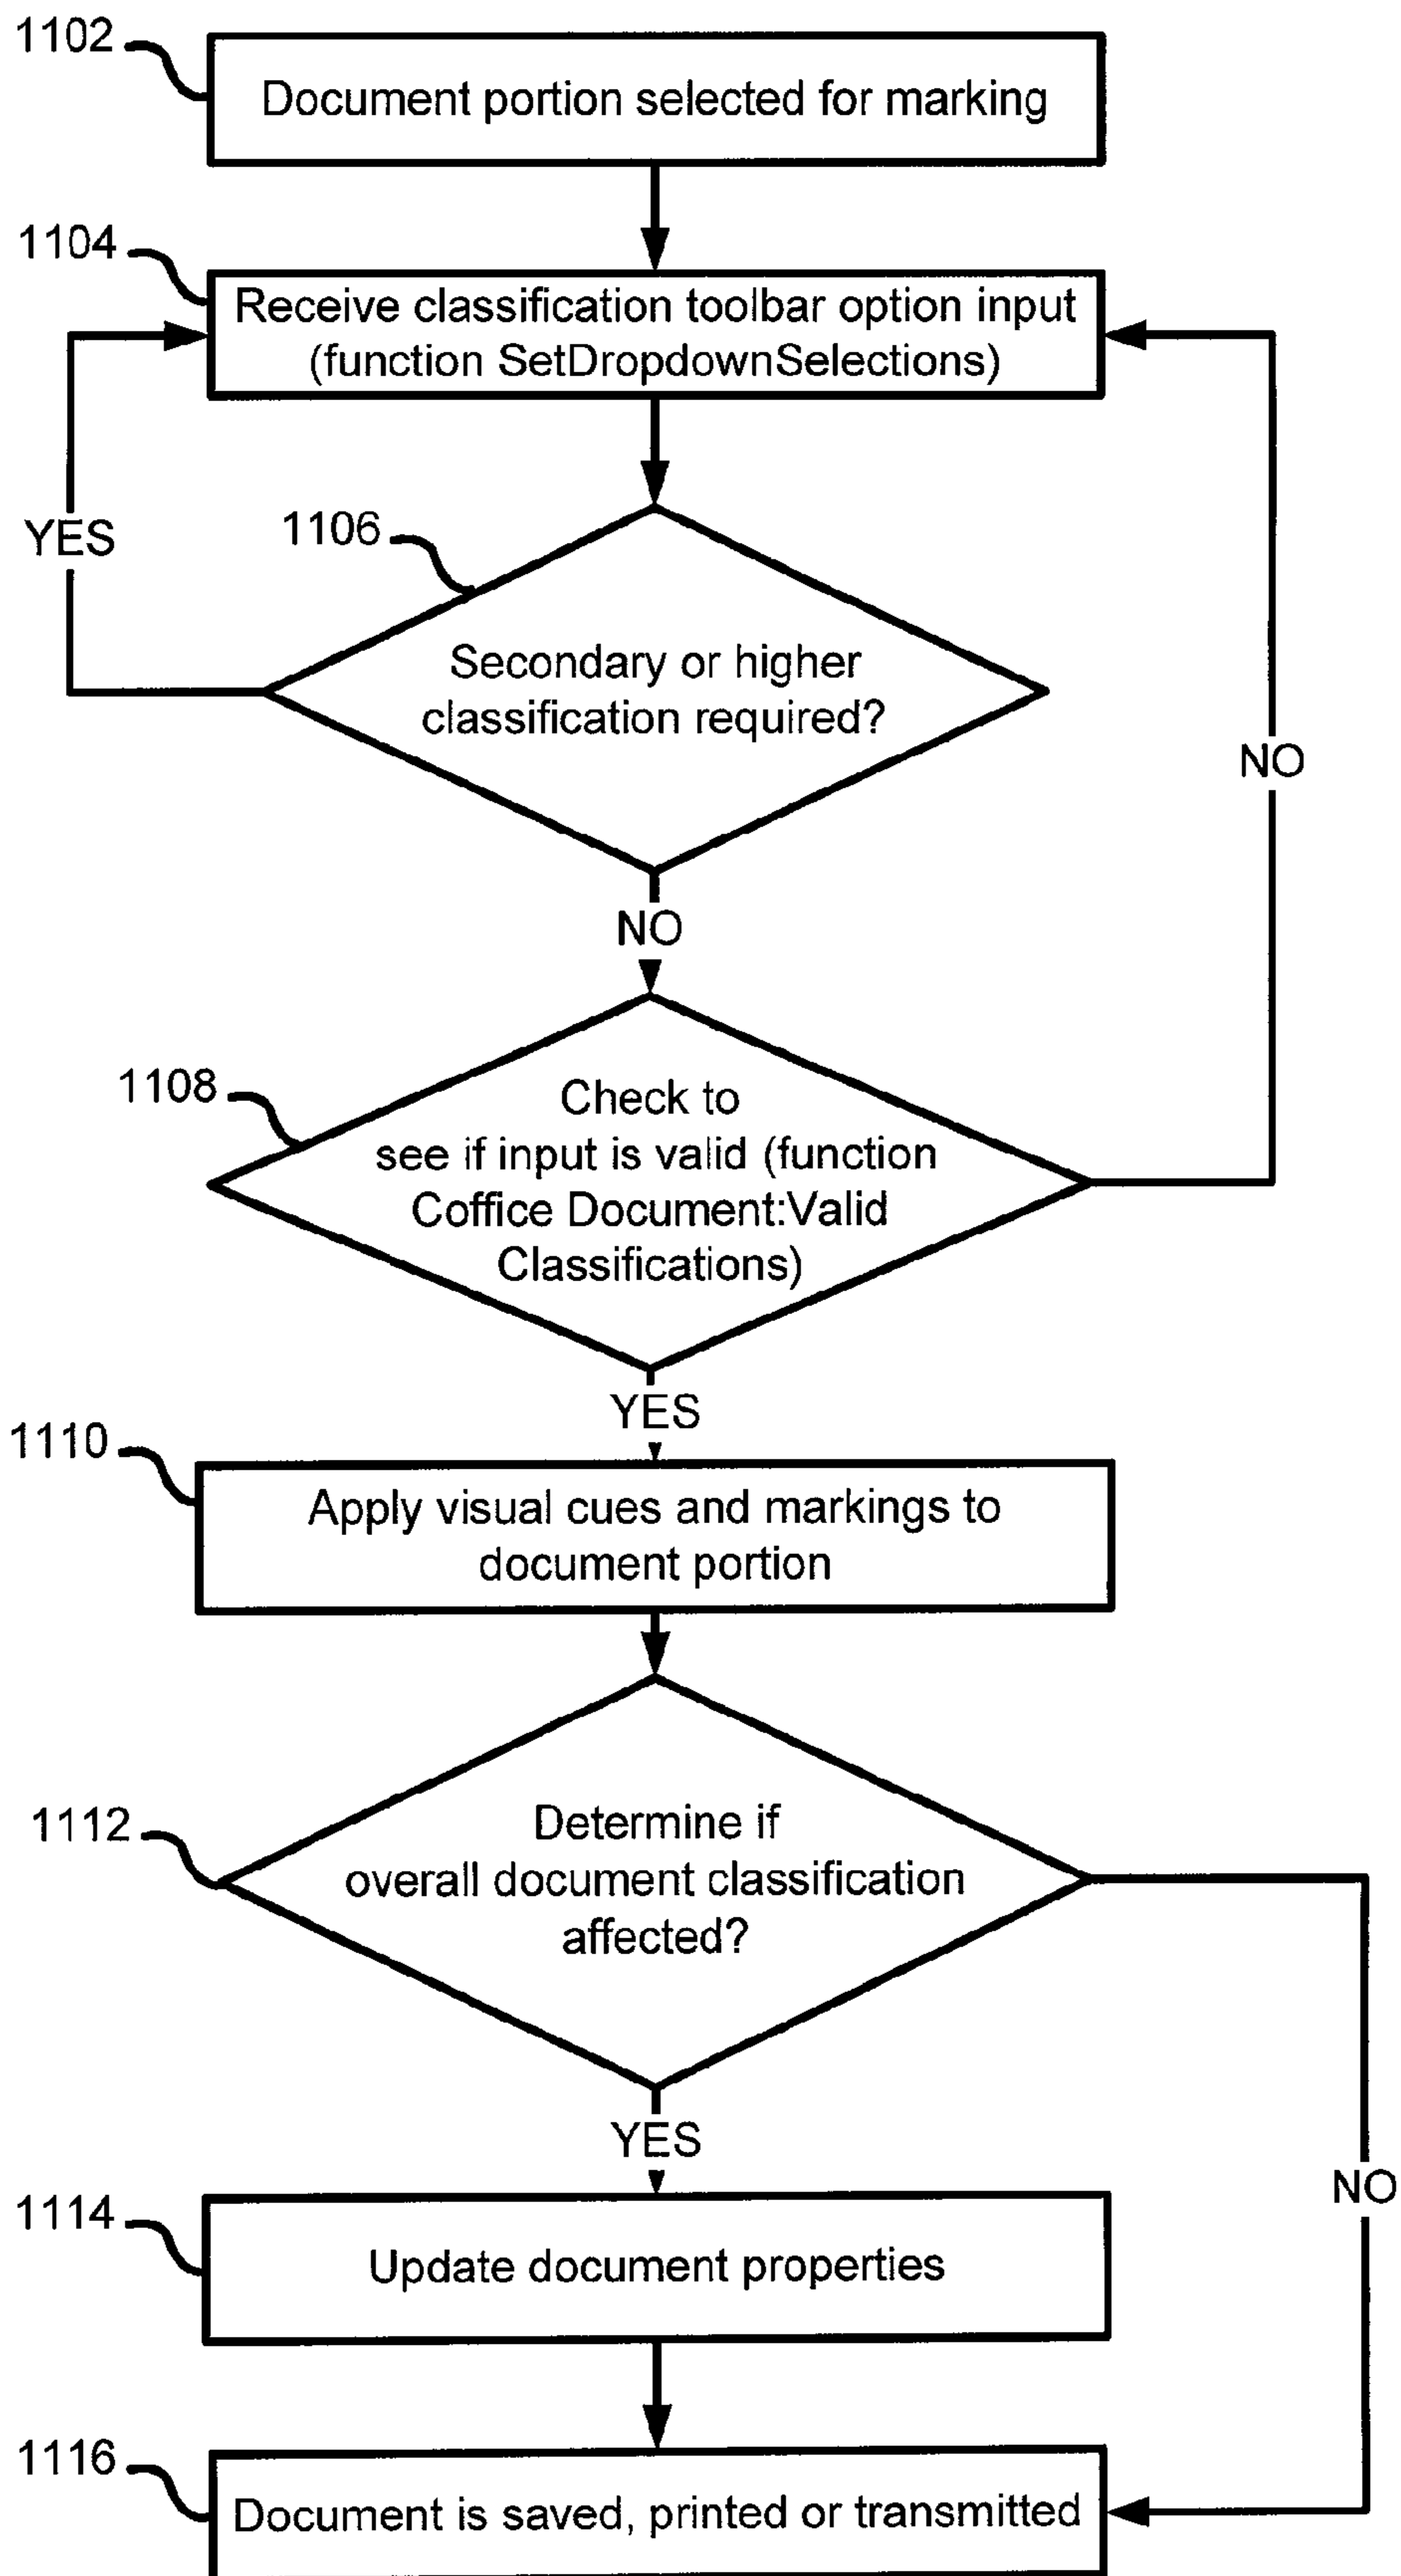 1102
Document portion selected for marking
1104
Receive classification toolbar option input
(function SetDropdownSelections)
YES
1106
Secondary or higher
classification required?
NO
NO
1108
Check to
see if input is valid (function
Coffice Document:Valid
Classifications)
YES
1110
Apply visual cues and markings to
document portion
1112
Determine if
overall document classification
affected?
YES
NO
1114
Update document properties
1116
Document is saved, printed or transmitted